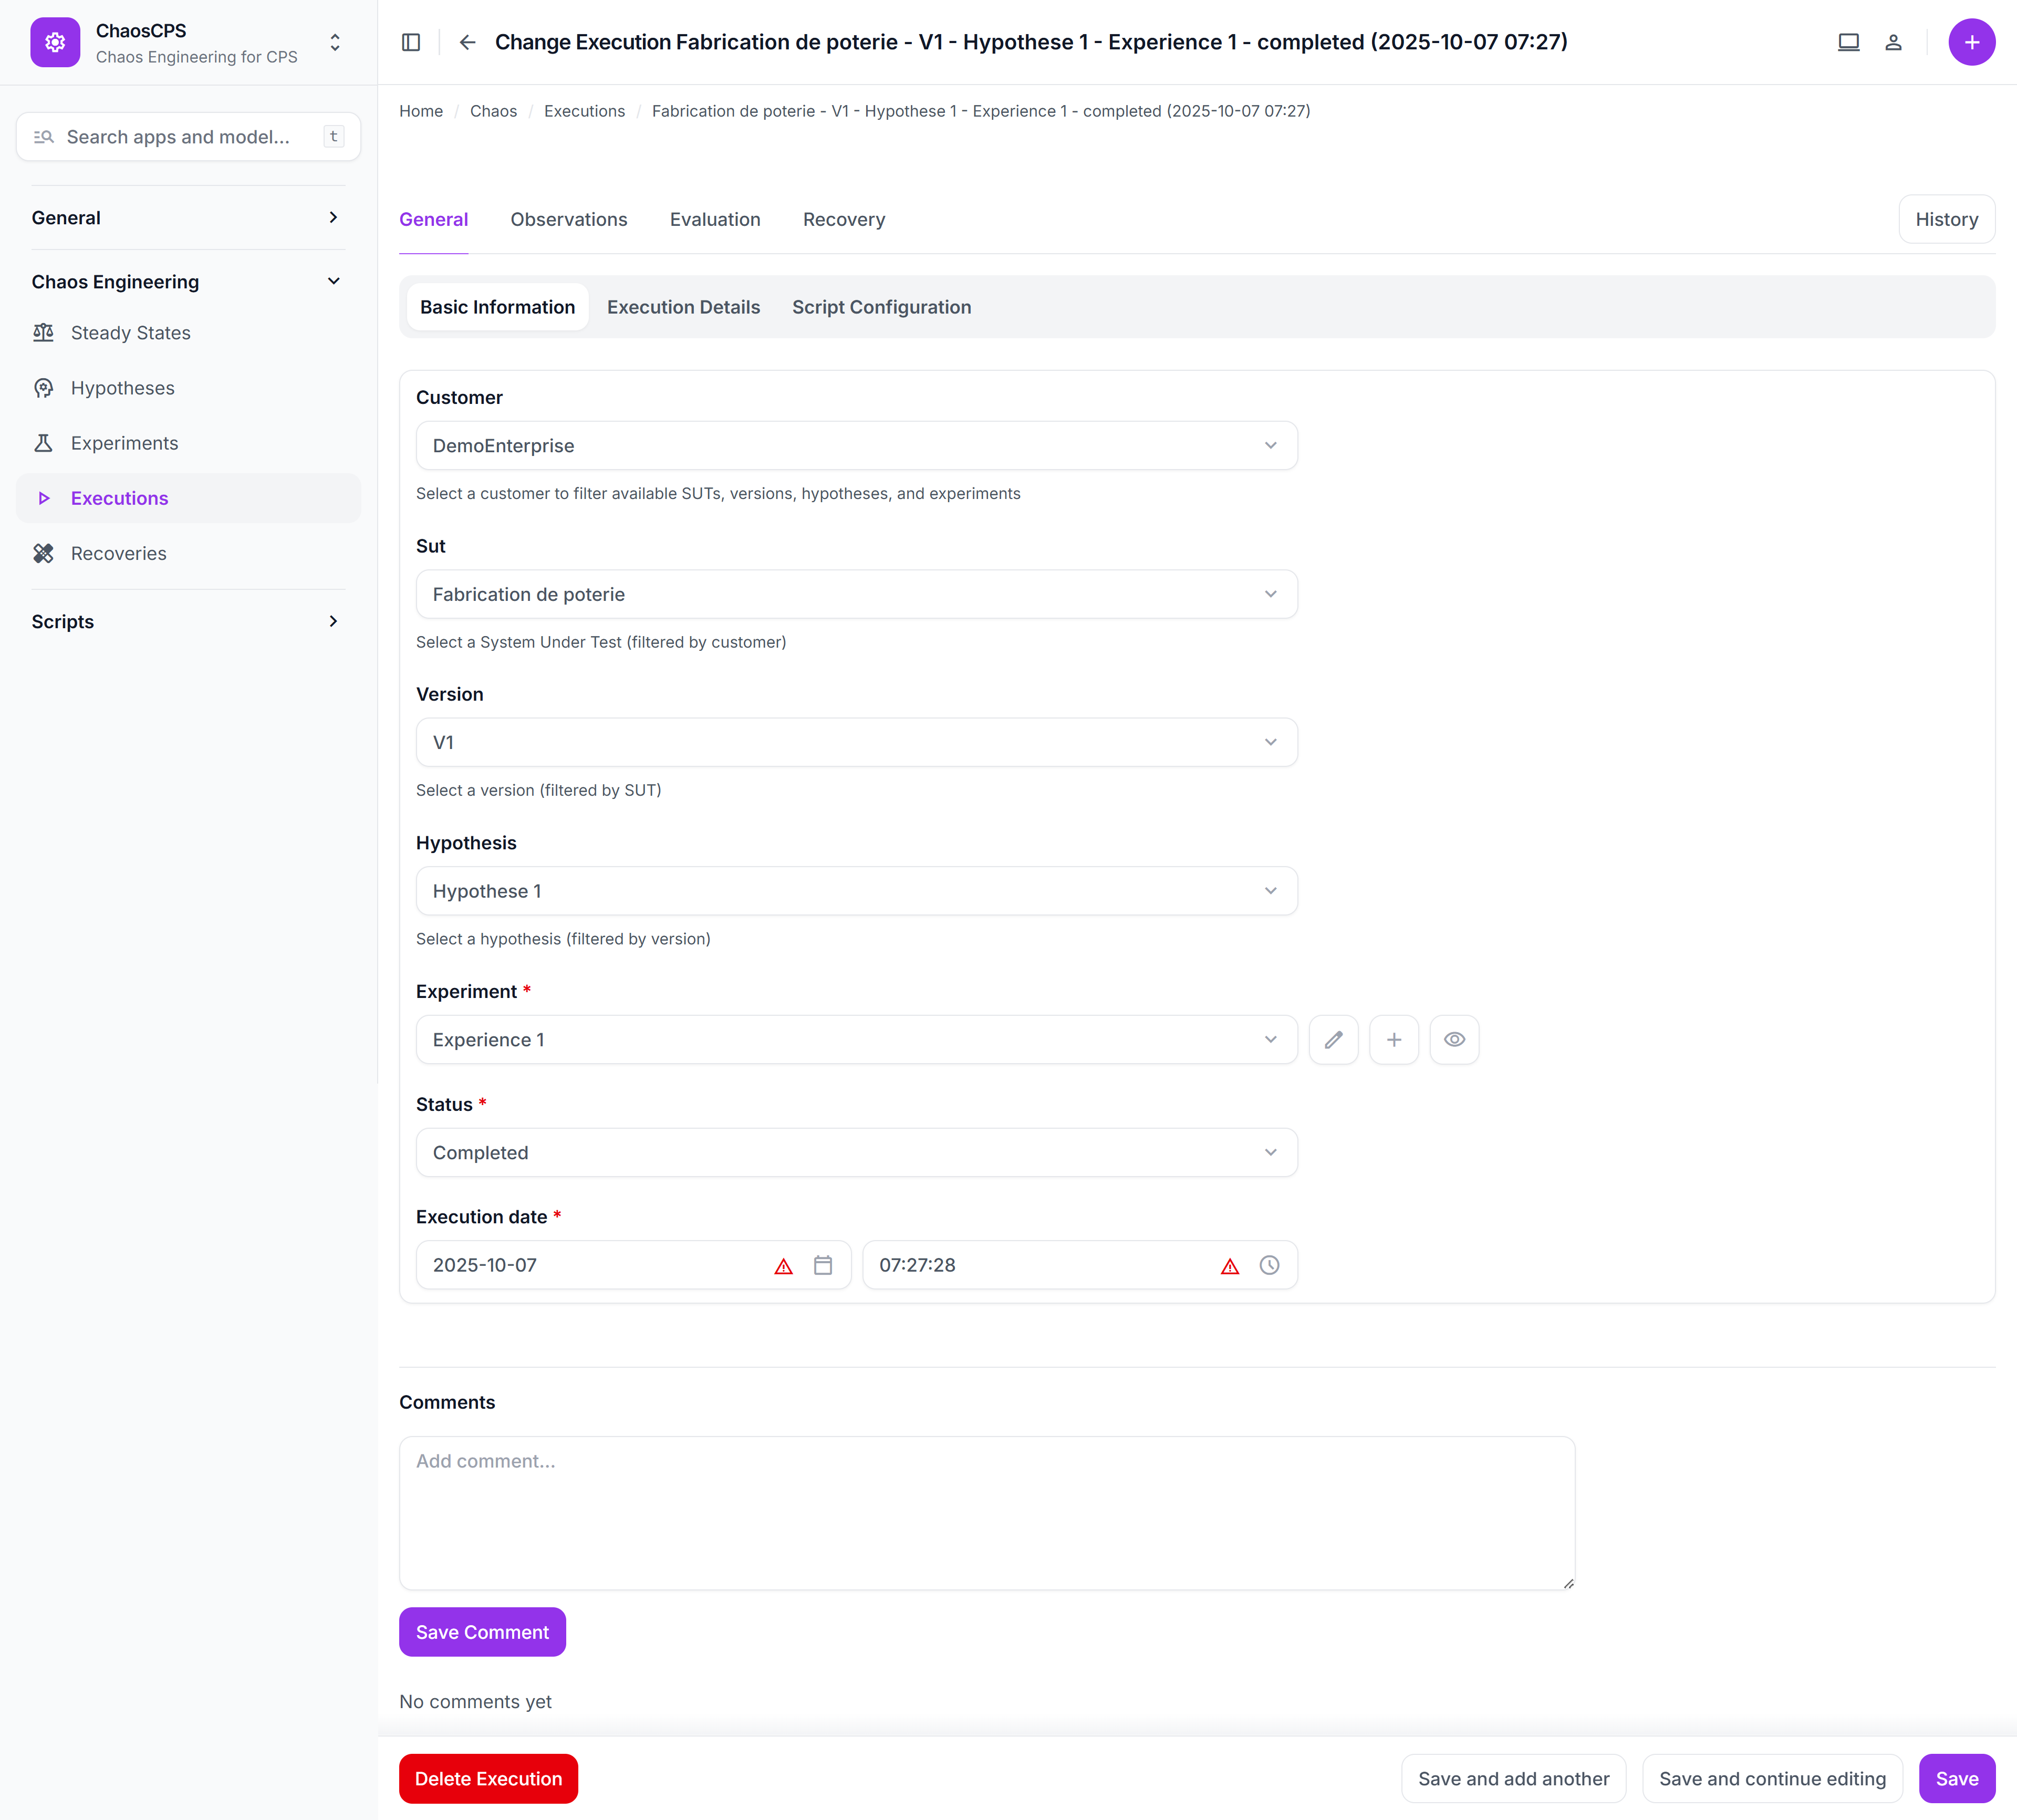 ChaosCPS
Chaos Engineering for CPS
Change Execution Fabrication de poterie - V1 - Hypothese 1 - Experience 1 - completed (2025-10-07 07:27)
Home / Chaos / Executions / Fabrication de poterie - V1 - Hypothese 1 - Experience 1 - completed (2025-10-07 07:27)
Search apps and model... t
General
Chaos Engineering
Steady States
Hypotheses
Experiments
Executions
Recoveries
Scripts
General Observations Evaluation Recovery History
Basic Information Execution Details Script Configuration
Customer
DemoEnterprise
Select a customer to filter available SUTs, versions, hypotheses, and experiments
Sut
Fabrication de poterie
Select a System Under Test (filtered by customer)
Version
V1
Select a version (filtered by SUT)
Hypothesis
Hypothese 1
Select a hypothesis (filtered by version)
Experiment *
Experience 1
Status *
Completed
Execution date *
2025-10-07 07:27:28
Comments
Add comment...
Save Comment
No comments yet
Delete Execution Save and add another Save and continue editing Save